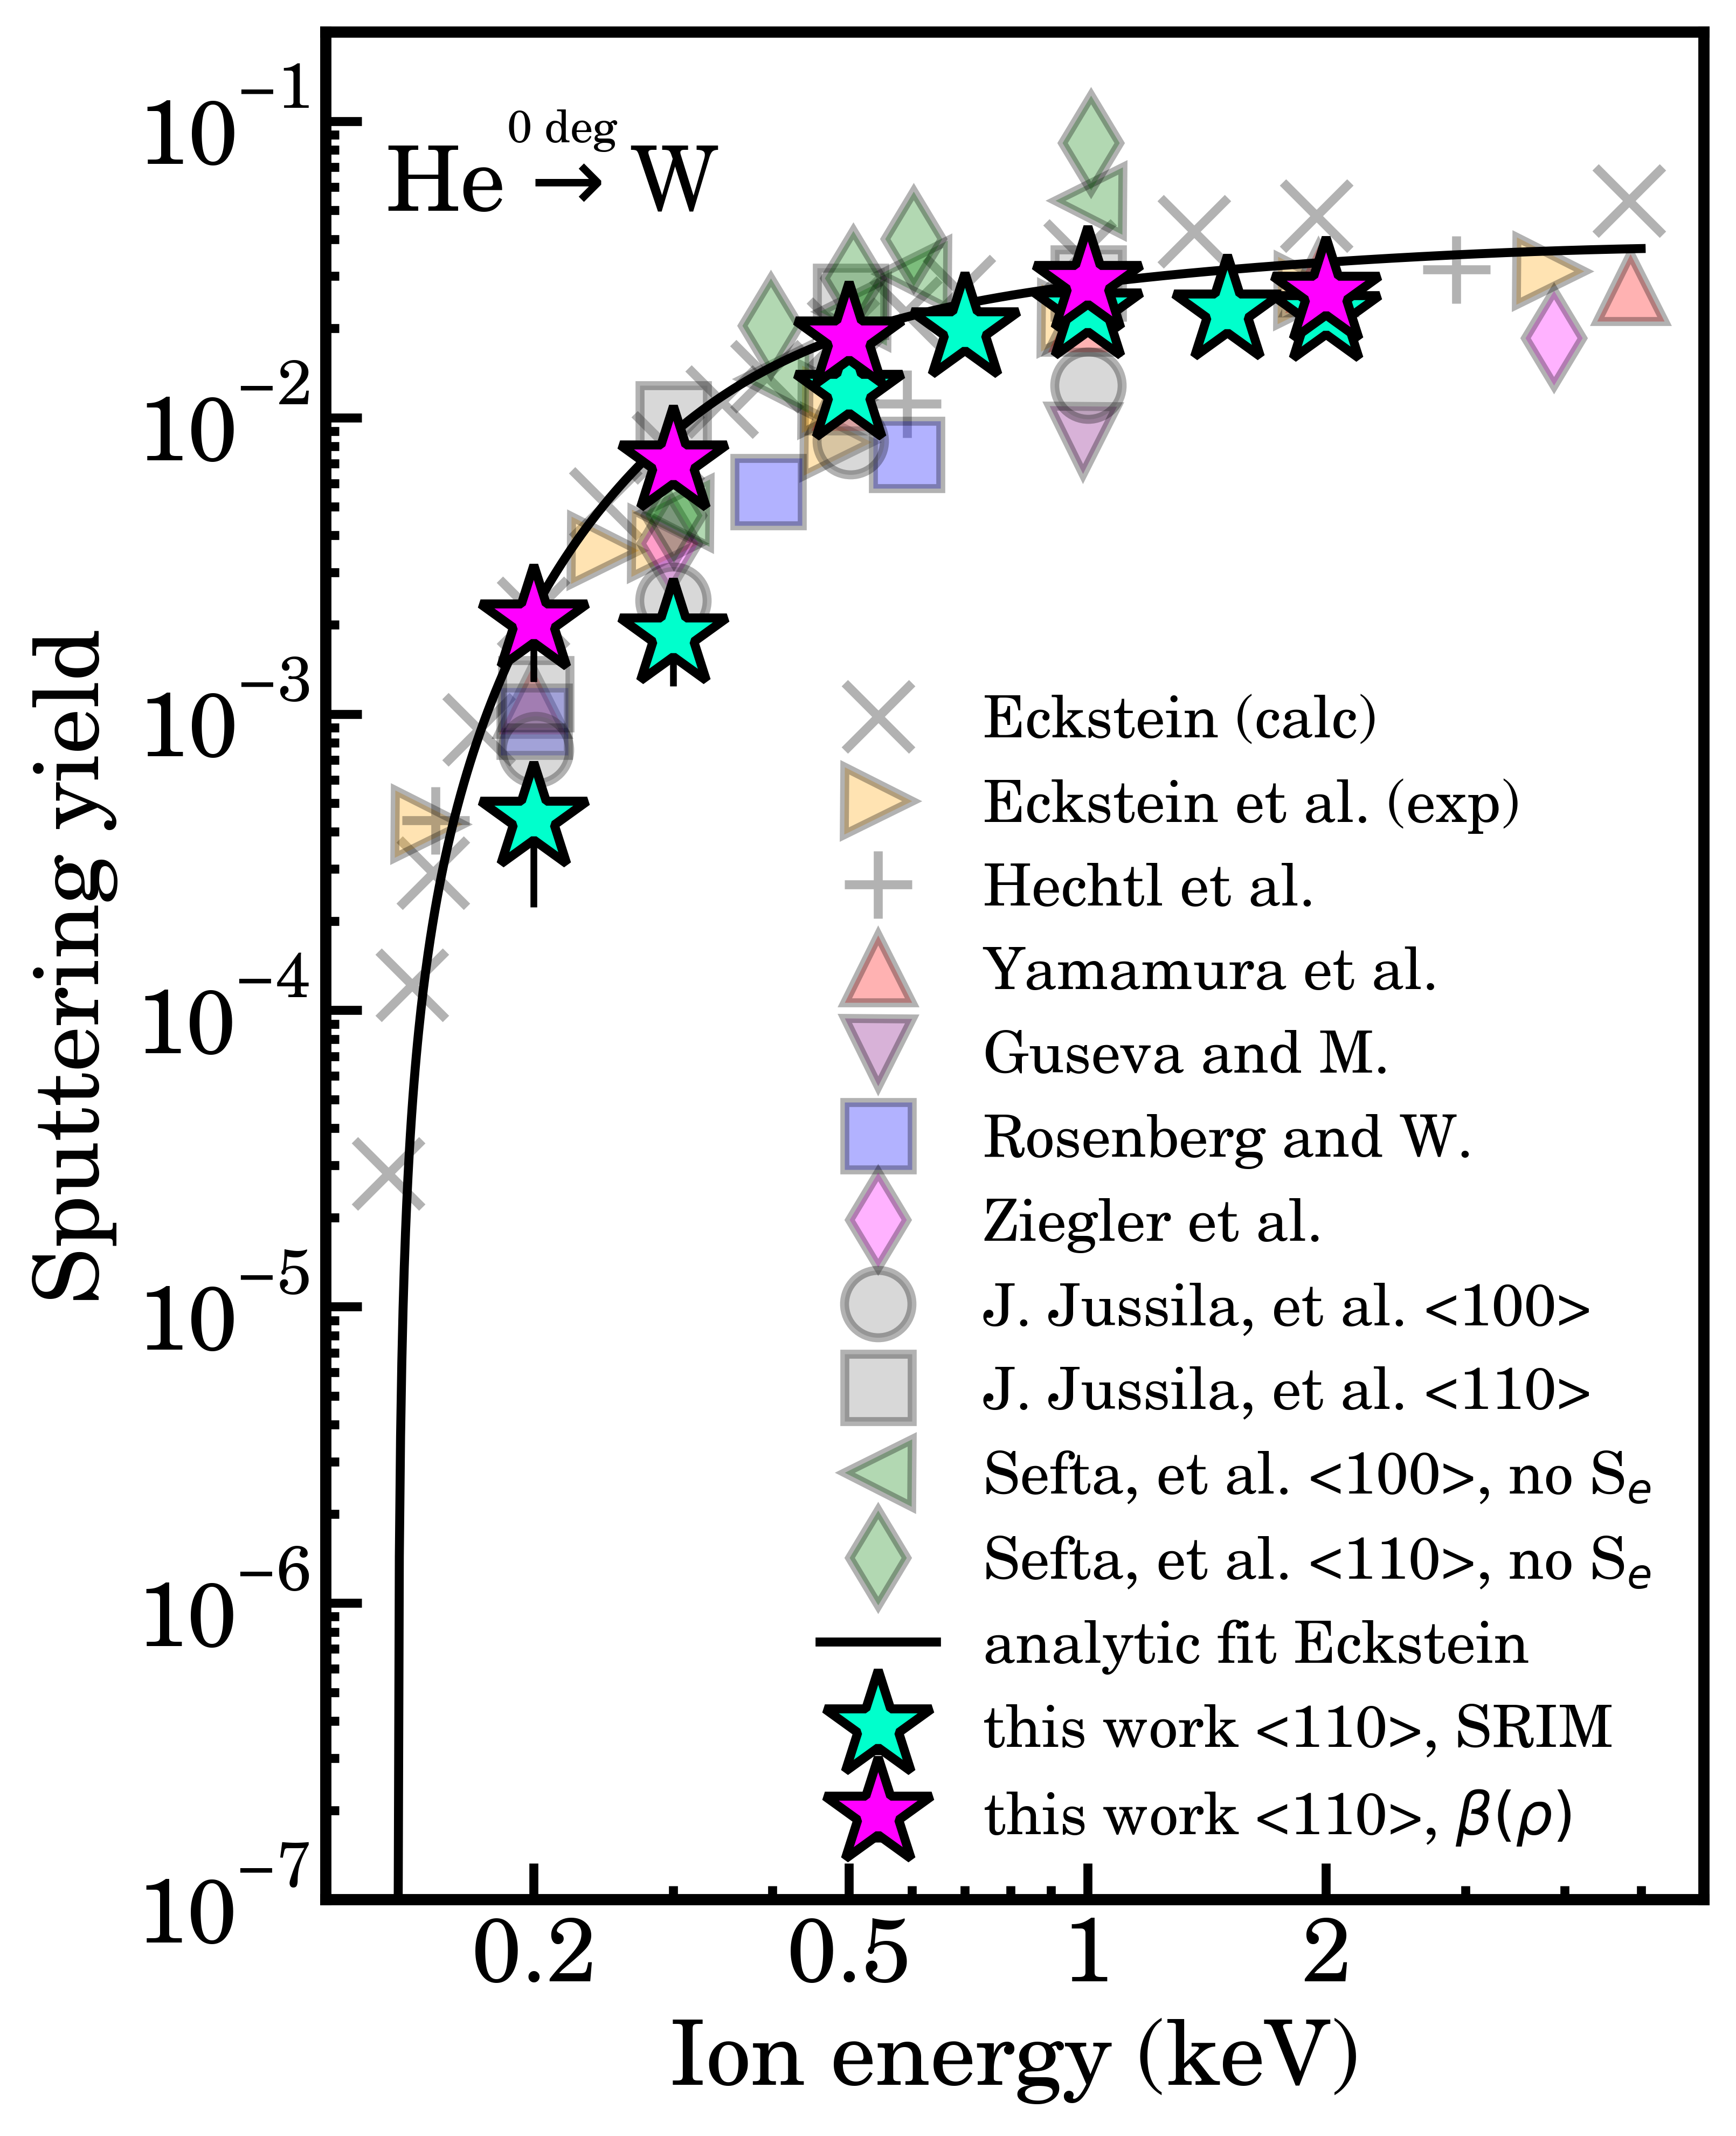 10⁻¹
10⁻²
10⁻³
10⁻⁴
10⁻⁵
10⁻⁶
10⁻⁷
Sputtering yield
0 deg
He → W
Eckstein (calc)
Eckstein et al. (exp)
Hechtl et al.
Yamamura et al.
Guseva and M.
Rosenberg and W.
Ziegler et al.
J. Jussila, et al. <100>
J. Jussila, et al. <110>
Sefta, et al. <100>, no Sₑ
Sefta, et al. <110>, no Sₑ
analytic fit Eckstein
this work <110>, SRIM
this work <110>, β(ρ)
0.2 0.5 1 2
Ion energy (keV)